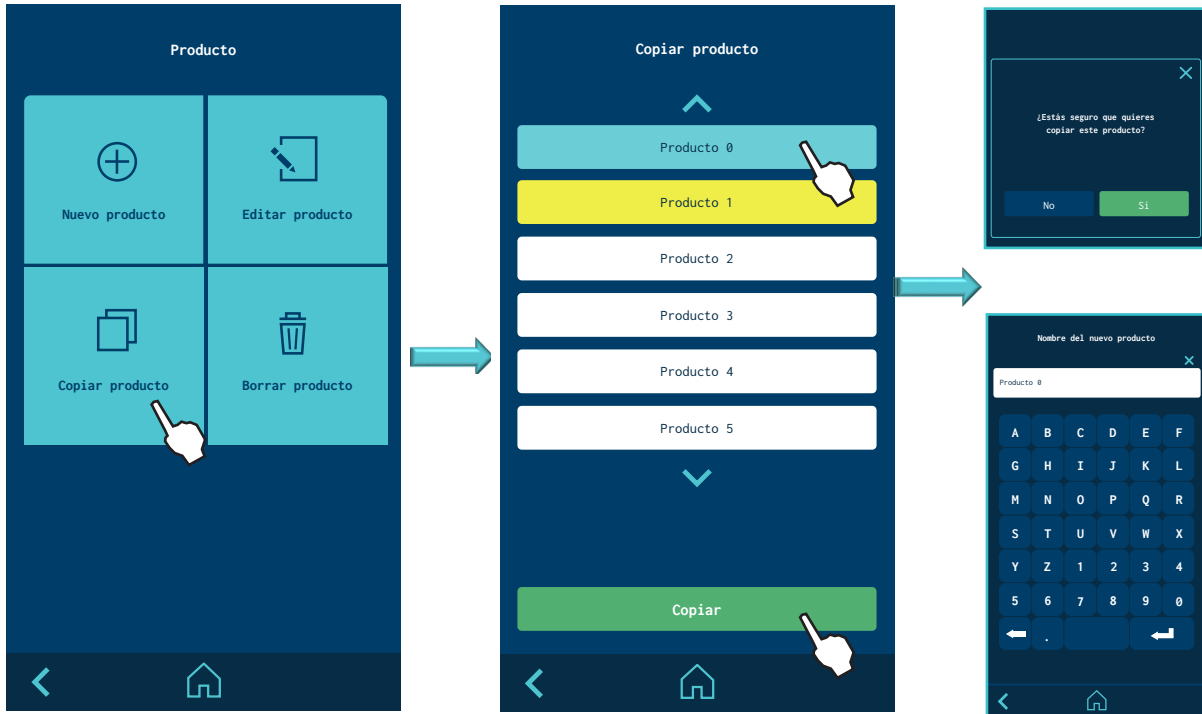 Producto
Nuevo producto
Editar producto
Copiar producto
Borrar producto
Copiar producto
Producto 0
Producto 1
Producto 2
Producto 3
Producto 4
Producto 5
Copiar
¿Estás seguro que quieres
copiar este producto?
No
Si
Nombre del nuevo producto
Producto 0
A B C D E F
G H I J K L
M N O P Q R
S T U V W X
Y Z 1 2 3 4
5 6 7 8 9 0
.